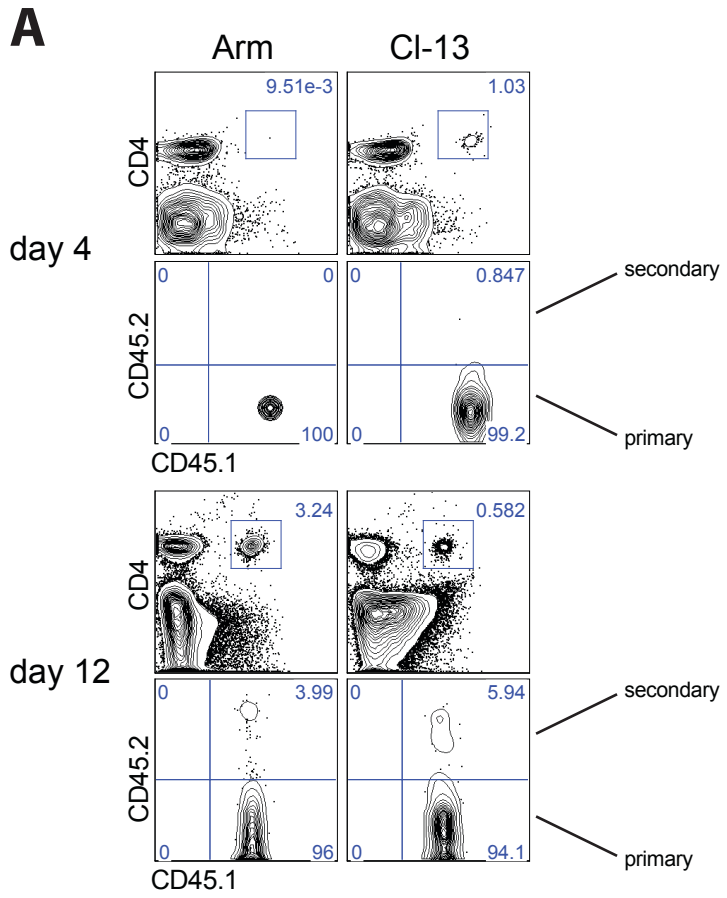 A
Arm Cl-13
9.51e-3 1.03
CD4
day 4
0 0 0 0.847
secondary
CD45.2
0 100 0 99.2
primary
CD45.1
3.24 0.582
CD4
day 12
0 3.99 0 5.94
secondary
CD45.2
0 96 0 94.1
primary
CD45.1